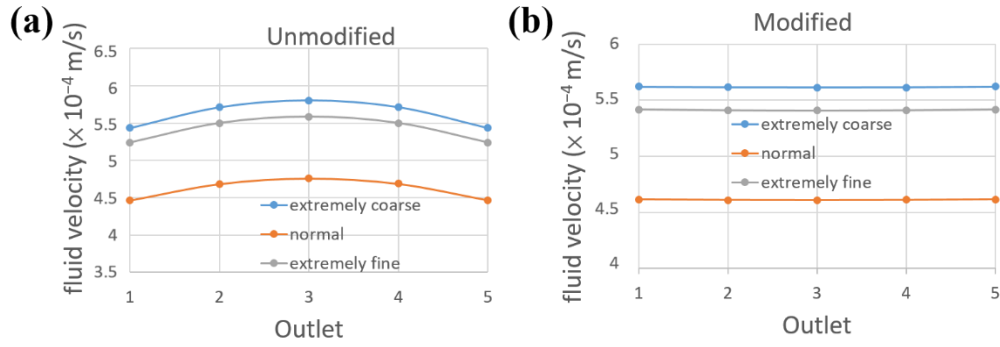 (a)
Unmodified
fluid velocity (× 10⁻⁴ m/s)
6.5
6
5.5
5
4.5
4
3.5
extremely coarse
normal
extremely fine
1 2 3 4 5
Outlet
(b)
Modified
fluid velocity (× 10⁻⁴ m/s)
6
5.5
5
4.5
4
extremely coarse
normal
extremely fine
1 2 3 4 5
Outlet